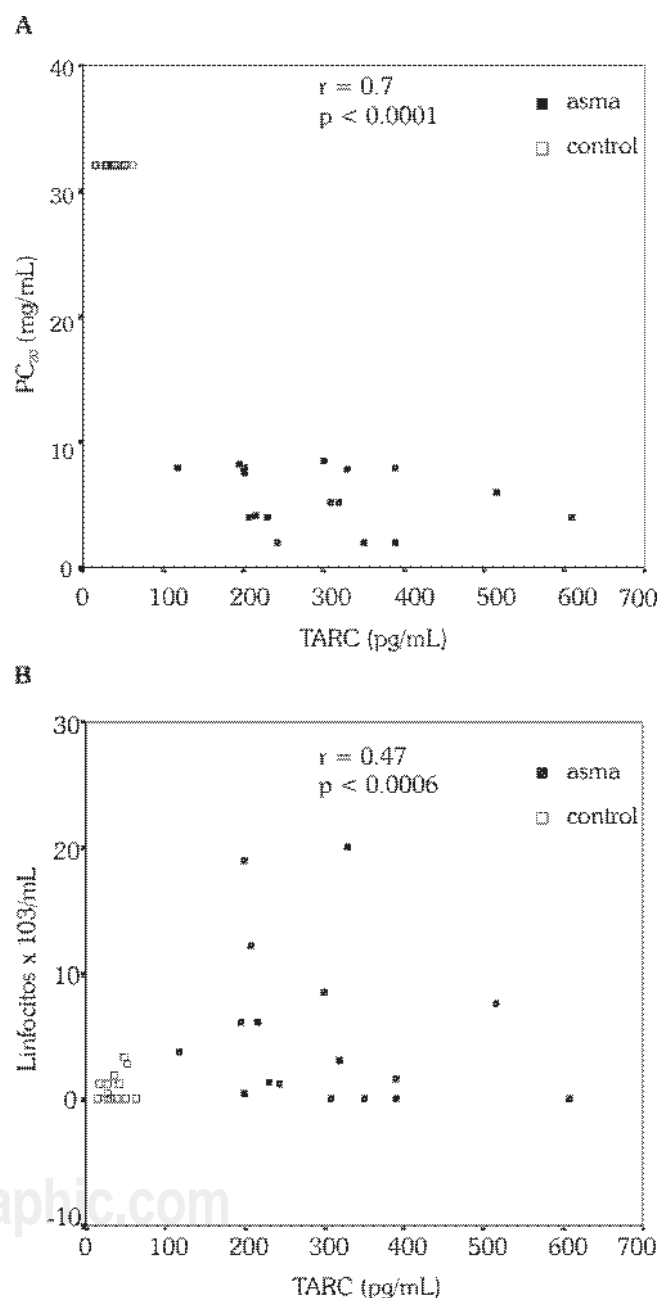 A
40
r = 0.7
p < 0.0001
asma
control
30
20
10
0
PC20 (mg/mL)
0 100 200 300 400 500 600 700
TARC (pg/mL)
B
30
r = 0.47
p < 0.0006
asma
control
20
10
0
-10
Linfocitos x 103/mL
0 100 200 300 400 500 600 700
TARC (pg/mL)
aphic.com